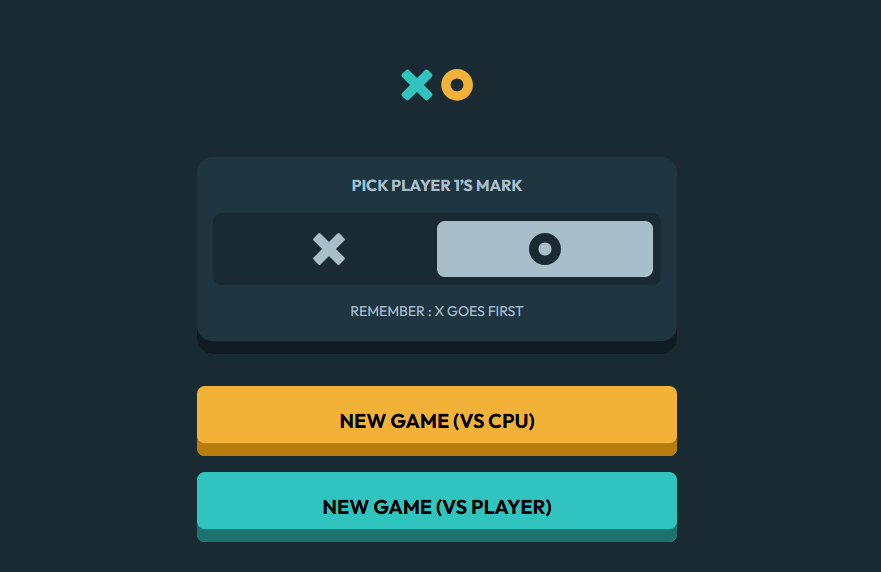 PICK PLAYER 1'S MARK
REMEMBER : X GOES FIRST
NEW GAME (VS CPU)
NEW GAME (VS PLAYER)